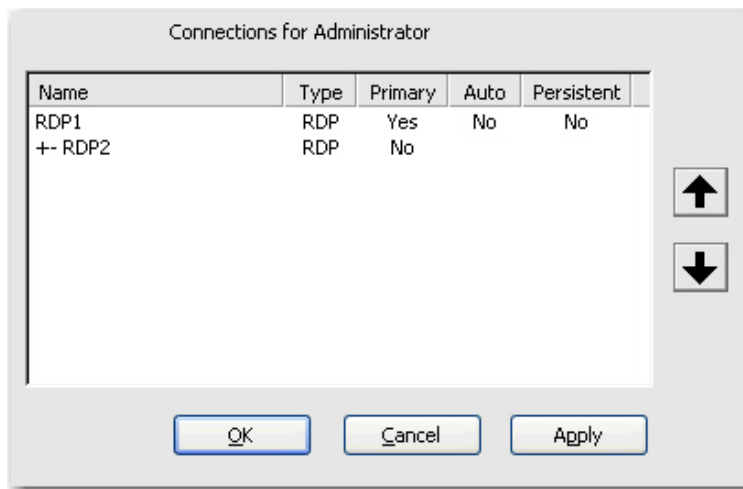 Connections for Administrator
Name Type Primary Auto Persistent
RDP1 RDP Yes No No
+- RDP2 RDP No
OK Cancel Apply